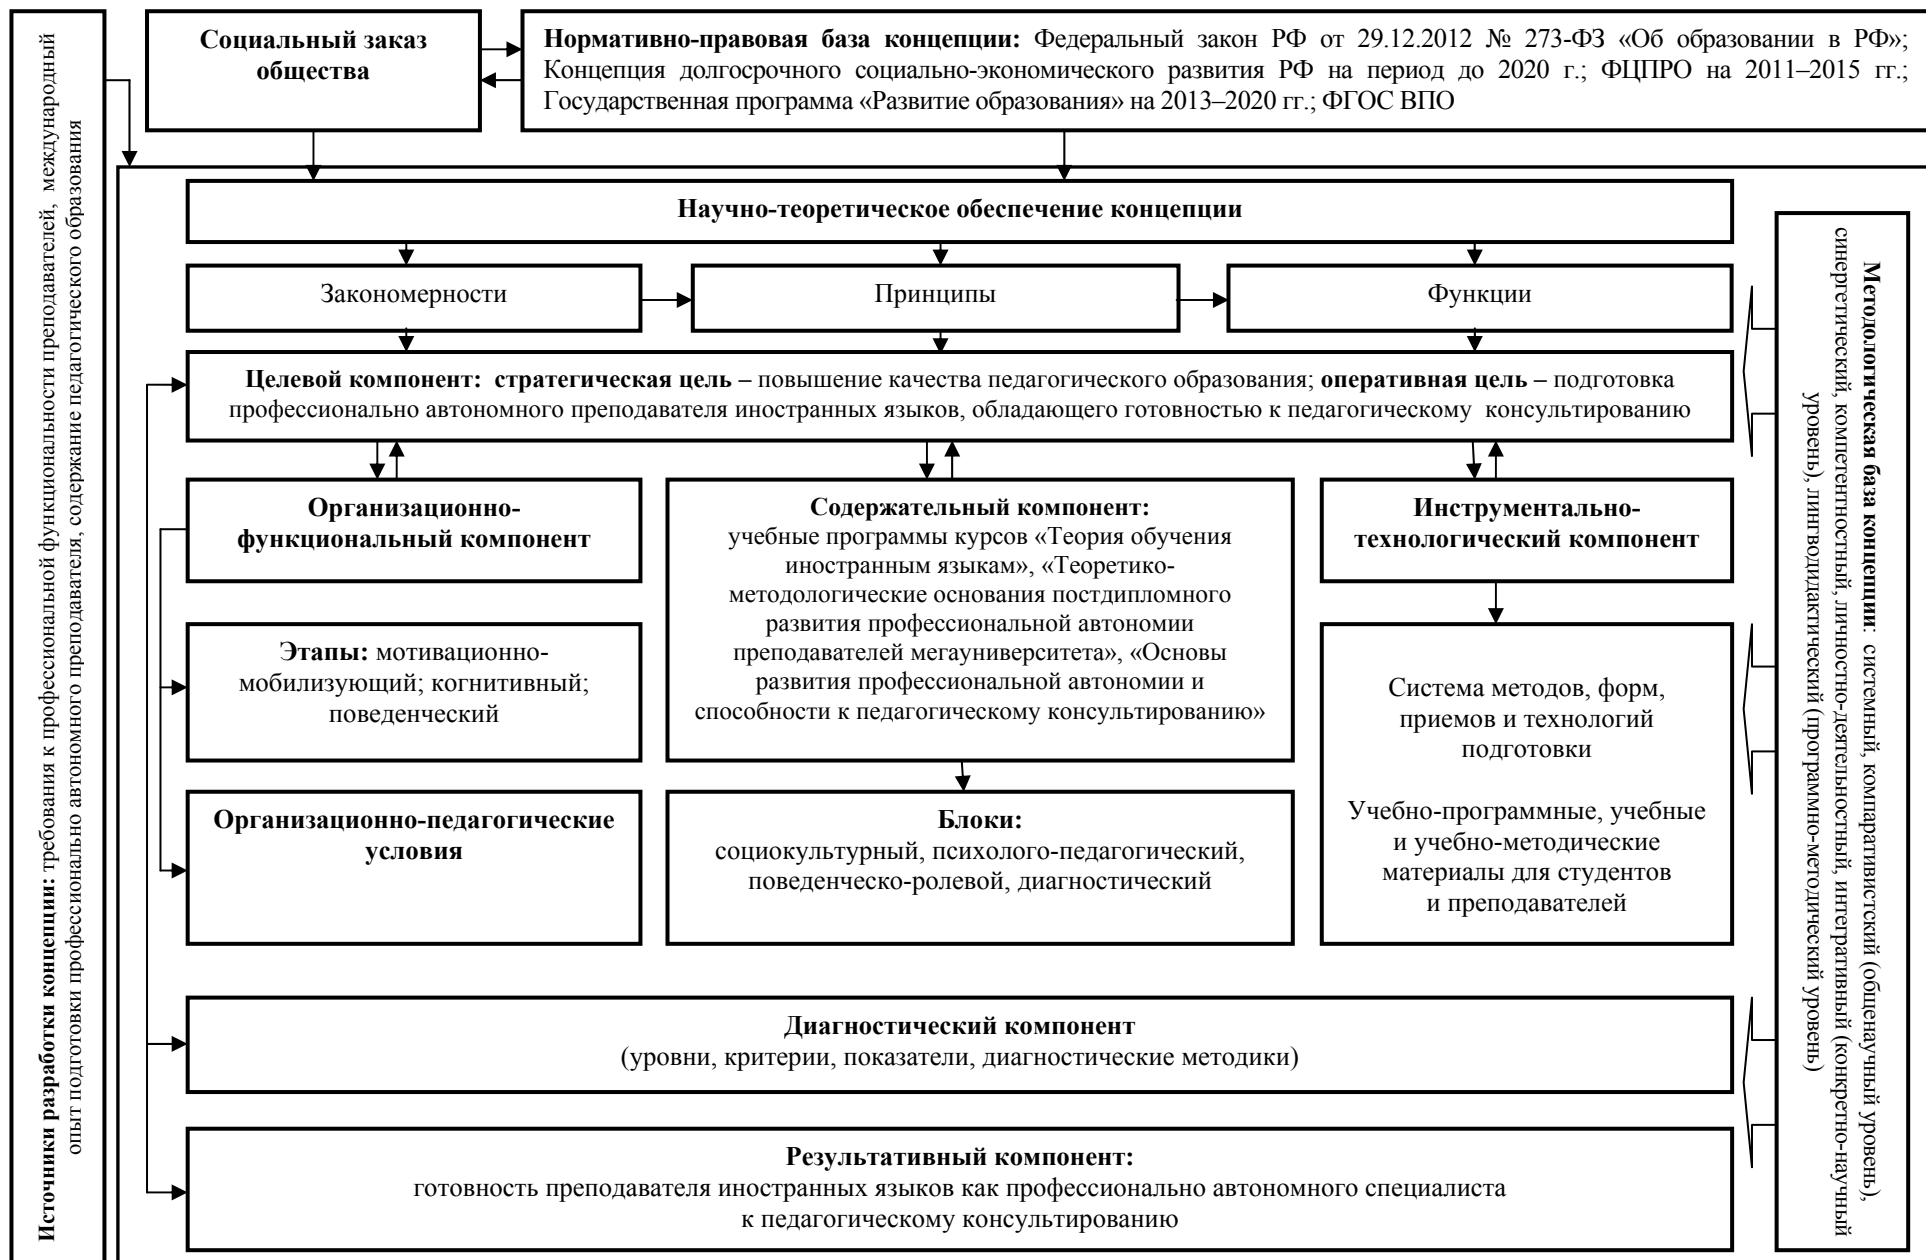 Источники разработки концепции: требования к профессиональной функциональности преподавателей, международный
опыт подготовки профессионально автономного преподавателя, содержание педагогического образования
Социальный заказ
общества
Нормативно-правовая база концепции: Федеральный закон РФ от 29.12.2012 № 273-ФЗ «Об образовании в РФ»;
Концепция долгосрочного социально-экономического развития РФ на период до 2020 г.; ФЦПРО на 2011–2015 гг.;
Государственная программа «Развитие образования» на 2013–2020 гг.; ФГОС ВПО
Научно-теоретическое обеспечение концепции
Закономерности
Принципы
Функции
Целевой компонент: стратегическая цель – повышение качества педагогического образования; оперативная цель – подготовка
профессионально автономного преподавателя иностранных языков, обладающего готовностью к педагогическому консультированию
Организационно-
функциональный компонент
Этапы: мотивационно-
мобилизующий; когнитивный;
поведенческий
Организационно-педагогические
условия
Содержательный компонент:
учебные программы курсов «Теория обучения
иностранным языкам», «Теоретико-
методологические основания постдипломного
развития профессиональной автономии
преподавателей мегауниверситета», «Основы
развития профессиональной автономии и
способности к педагогическому консультированию»
Блоки:
социокультурный, психолого-педагогический,
поведенческо-ролевой, диагностический
Инструментально-
технологический компонент
Система методов, форм,
приемов и технологий
подготовки
Учебно-программные, учебные
и учебно-методические
материалы для студентов
и преподавателей
Диагностический компонент
(уровни, критерии, показатели, диагностические методики)
Результативный компонент:
готовность преподавателя иностранных языков как профессионально автономного специалиста
к педагогическому консультированию
Методологическая база концепции: системный, компаративистский (общенаучный уровень),
синергетический, компетентностный, личностно-деятельностный, интегративный (конкретно-научный
уровень), лингводидактический (программно-методический уровень)